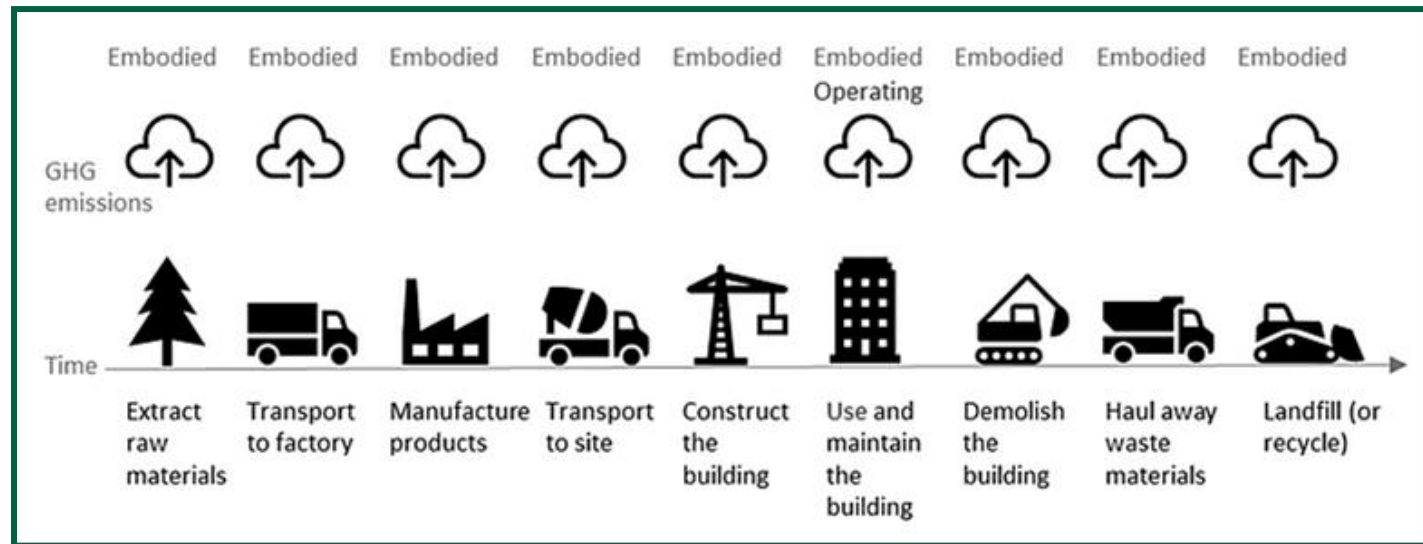 Embodied Embodied Embodied Embodied Embodied Embodied Embodied Embodied Embodied
Operating
GHG
emissions
Time
Extract
raw
materials
Transport
to factory
Manufacture
products
Transport
to site
Construct
the
building
Use and
maintain
the
building
Demolish
the
building
Haul away
waste
materials
Landfill (or
recycle)